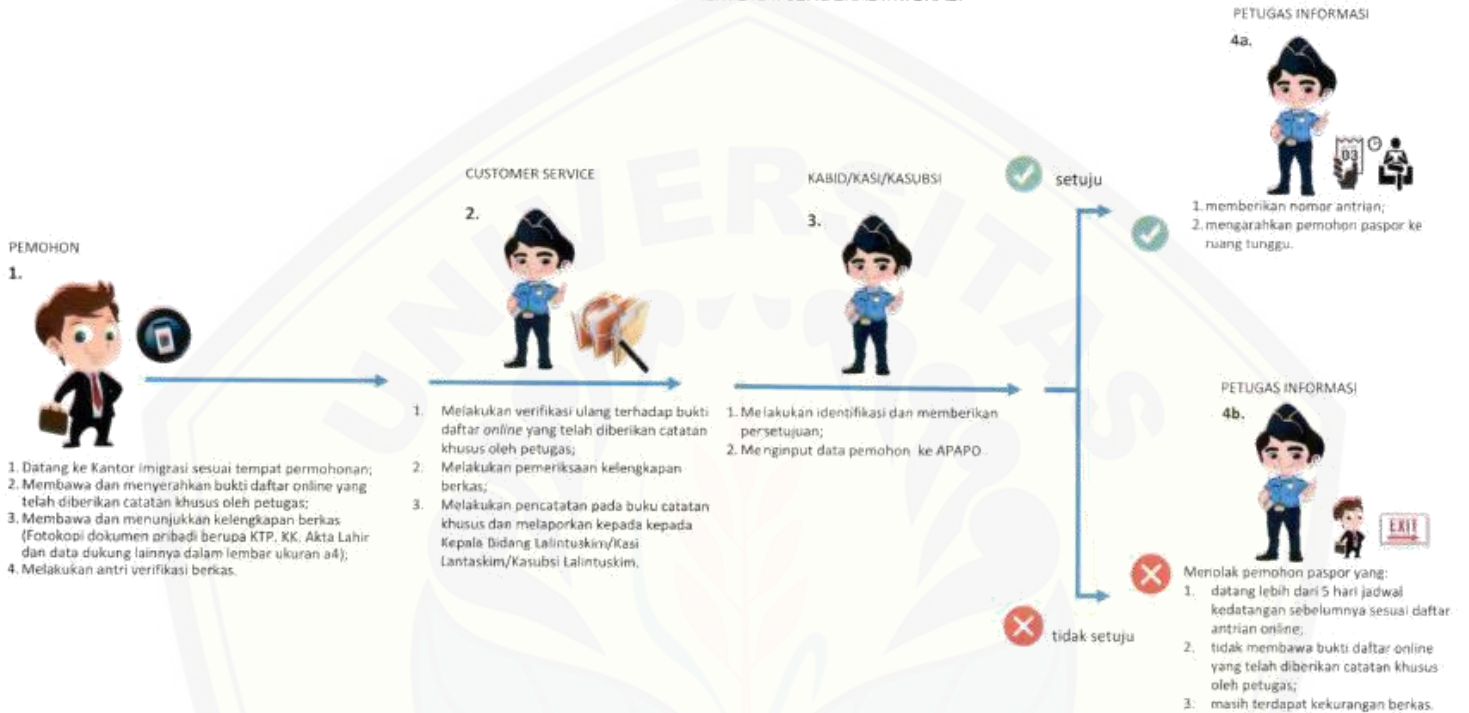 PEMOHON
1.
1. Datang ke Kantor Imigrasi sesuai tempat permohonan;
2. Membawa dan menyerahkan bukti daftar online yang
telah diberikan catatan khusus oleh petugas;
3. Membawa dan menunjukkan kelengkapan berkas
(Fotokopi dokumen pribadi berupa KTP, KK, Akta Lahir
dan data dukung lainnya dalam lembar ukuran a4);
4. Melakukan antri verifikasi berkas.
CUSTOMER SERVICE
2.
1. Melakukan verifikasi ulang terhadap bukti
daftar online yang telah diberikan catatan
khusus oleh petugas;
2. Melakukan pemeriksaan kelengkapan
berkas;
3. Melakukan pencatatan pada buku catatan
khusus dan melaporkan kepada kepada
Kepala Bidang Lalintuskim/Kasi
Lantaskim/Kasubsi Lalintuskim.
KABID/KASI/KASUBSI
3.
1. Melakukan identifikasi dan memberikan
persetujuan;
2. Menginput data pemohon ke APAPO
setuju
tidak setuju
PETUGAS INFORMASI
4a.
03
1. memberikan nomor antrian;
2. mengarahkan pemohon paspor ke
ruang tunggu.
PETUGAS INFORMASI
4b.
EXIT
Menolak pemohon paspor yang:
1. datang lebih dari 5 hari jadwal
kedatangan sebelumnya sesuai daftar
antrian online;
2. tidak membawa bukti daftar online
yang telah diberikan catatan khusus
oleh petugas;
3. masih terdapat kekurangan berkas.
UNIVERSITAS